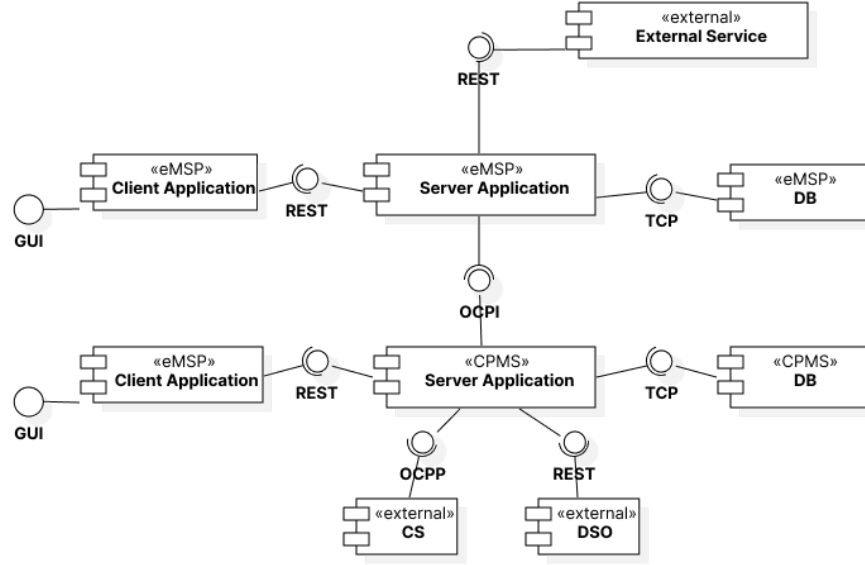 «external»
External Service
REST
«eMSP»
Client Application
REST
«eMSP»
Server Application
TCP
«eMSP»
DB
GUI
OCPI
«eMSP»
Client Application
REST
«CPMS»
Server Application
TCP
«CPMS»
DB
GUI
OCPP
REST
«external»
CS
«external»
DSO